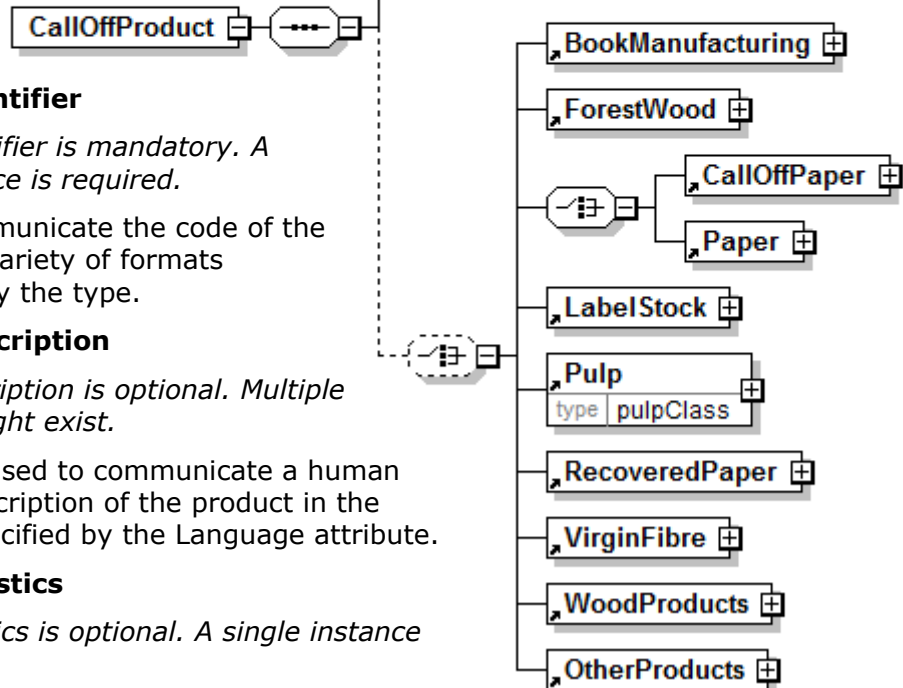 CallOffProduct
ntifier
ifier is mandatory. A
ce is required.
municate the code of the
ariety of formats
y the type.
cription
ription is optional. Multiple
ght exist.
sed to communicate a human
cription of the product in the
cified by the Language attribute.
stics
ics is optional. A single instance
BookManufacturing
ForestWood
CallOffPaper
Paper
LabelStock
Pulp
type pulpClass
RecoveredPaper
VirginFibre
WoodProducts
OtherProducts